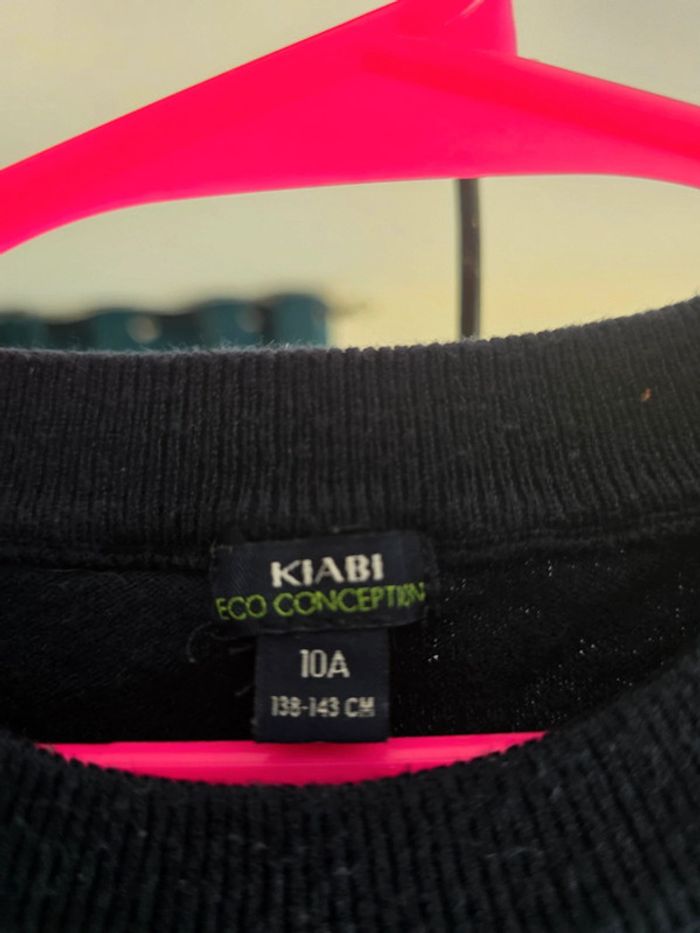 KIABI
ECO CONCEPTION
10A
138-143 CM